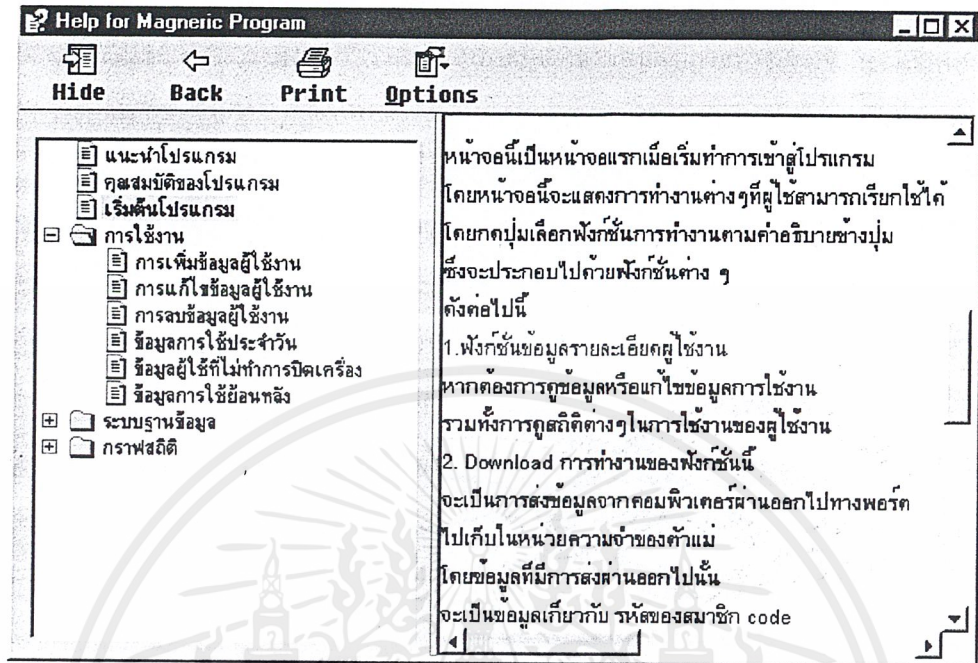 Help for Magneric Program
Hide Back Print Options
แนะนำโปรแกรม
คุณสมบัติของโปรแกรม
เริ่มต้นโปรแกรม
การใช้งาน
การเพิ่มข้อมูลผู้ใช้งาน
การแก้ไขข้อมูลผู้ใช้งาน
การลบข้อมูลผู้ใช้งาน
ข้อมูลการใช้ประจำวัน
ข้อมูลผู้ใช้ที่ไม่ทำการปิดเครื่อง
ข้อมูลการใช้ย้อนหลัง
ระบบฐานข้อมูล
กราฟสถิติ
หน้าจอนี้เป็นหน้าจอแรกเมื่อเริ่มทำการเข้าสู่โปรแกรม
โดยหน้าจอนี้จะแสดงการทำงานต่างๆที่ผู้ใช้สามารถเรียกใช้ได้
โดยกดปุ่มเลือกฟังก์ชั่นการทำงานตามคำอธิบายข้างปุ่ม
ซึ่งจะประกอบไปด้วยฟังก์ชั่นต่าง ๆ
ดังต่อไปนี้
1.ฟังก์ชั่นข้อมูลรายละเอียดผู้ใช้งาน
หากต้องการดูข้อมูลหรือแก้ไขข้อมูลการใช้งาน
รวมทั้งการดูสถิติต่างๆในการใช้งานของผู้ใช้งาน
2. Download การทำงานของฟังก์ชั่นนี้
จะเป็นการส่งข้อมูลจากคอมพิวเตอร์ผ่านออกไปทางพอร์ต
ไปเก็บในหน่วยความจำของตัวแม่
โดยข้อมูลที่มีการส่งผ่านออกไปนั้น
จะเป็นข้อมูลเกี่ยวกับ รหัสของสมาชิก code